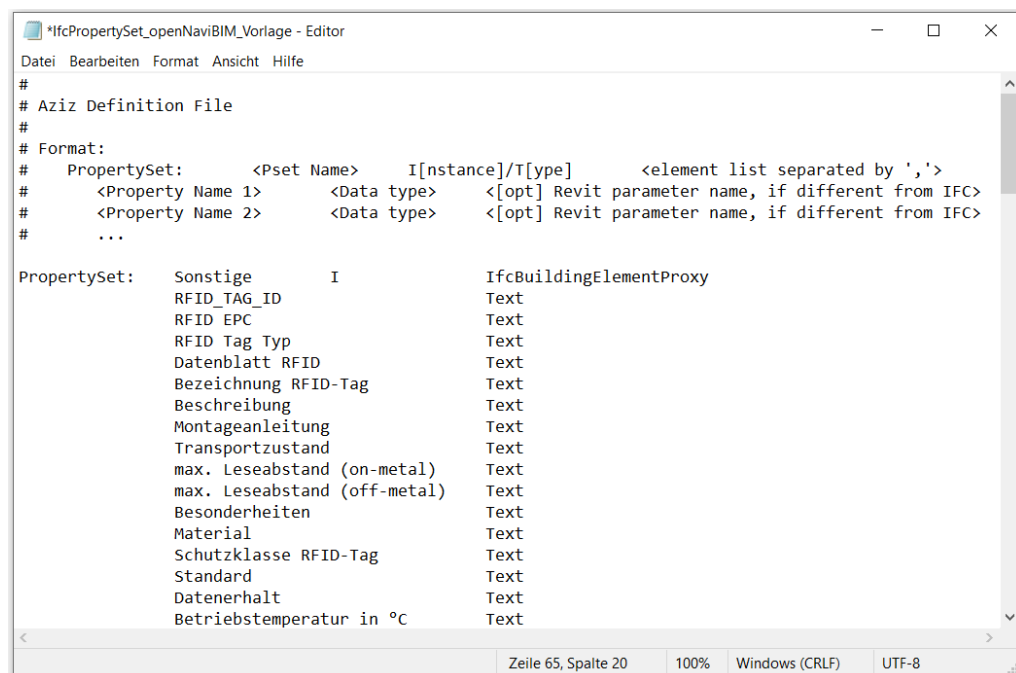 *IfcPropertySet_openNaviBIM_Vorlage - Editor
Datei Bearbeiten Format Ansicht Hilfe
#
# Aziz Definition File
#
# Format:
#    PropertySet:    <Pset Name>    I[nstance]/T[ype]    <element list separated by ','>
#    <Property Name 1>    <Data type>    <[opt] Revit parameter name, if different from IFC>
#    <Property Name 2>    <Data type>    <[opt] Revit parameter name, if different from IFC>
#    ...
PropertySet:    Sonstige    I    IfcBuildingElementProxy
RFID_TAG_ID    Text
RFID EPC    Text
RFID Tag Typ    Text
Datenblatt RFID    Text
Bezeichnung RFID-Tag    Text
Beschreibung    Text
Montageanleitung    Text
Transportzustand    Text
max. Leseabstand (on-metal)    Text
max. Leseabstand (off-metal)    Text
Besonderheiten    Text
Material    Text
Schutzklasse RFID-Tag    Text
Standard    Text
Datenerhalt    Text
Betriebstemperatur in °C    Text
Zeile 65, Spalte 20    100%    Windows (CRLF)    UTF-8